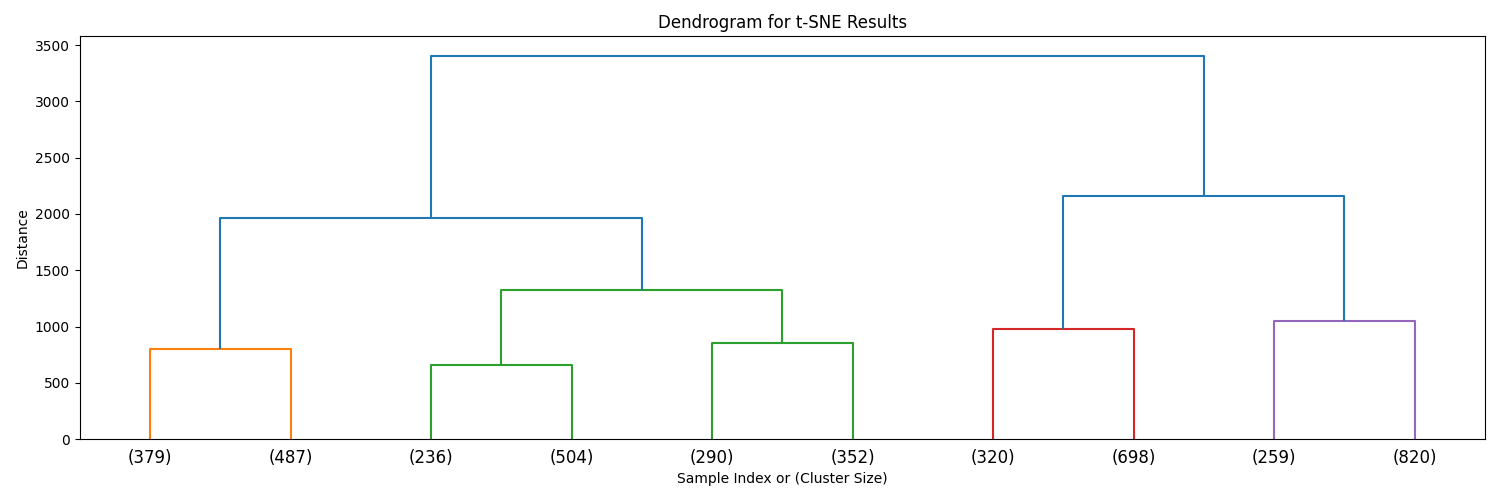 Dendrogram for t-SNE Results
3500
3000
2500
2000
1500
1000
500
0
Distance
(379) (487) (236) (504) (290) (352) (320) (698) (259) (820)
Sample Index or (Cluster Size)